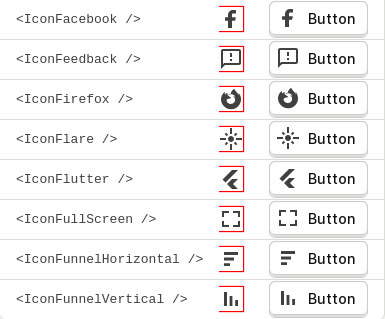 <IconFacebook /> Button
<IconFeedback /> Button
<IconFirefox /> Button
<IconFlare /> Button
<IconFlutter /> Button
<IconFullScreen /> Button
<IconFunnelHorizontal /> Button
<IconFunnelVertical /> Button